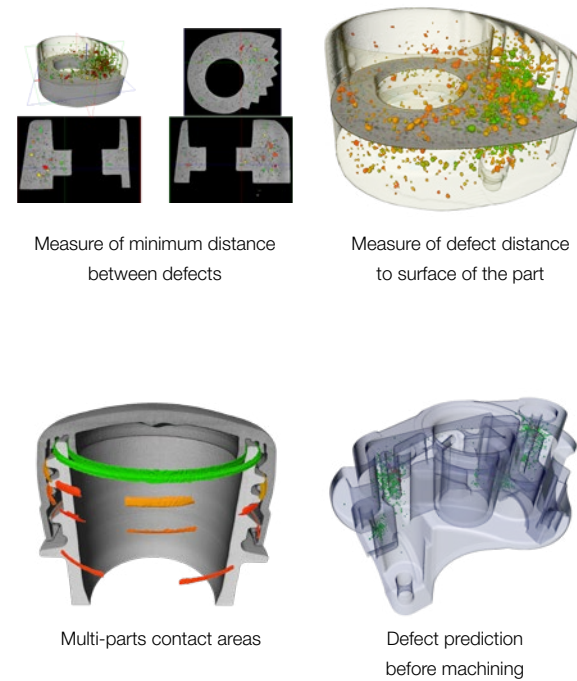 Measure of minimum distance
between defects
Measure of defect distance
to surface of the part
Multi-parts contact areas
Defect prediction
before machining